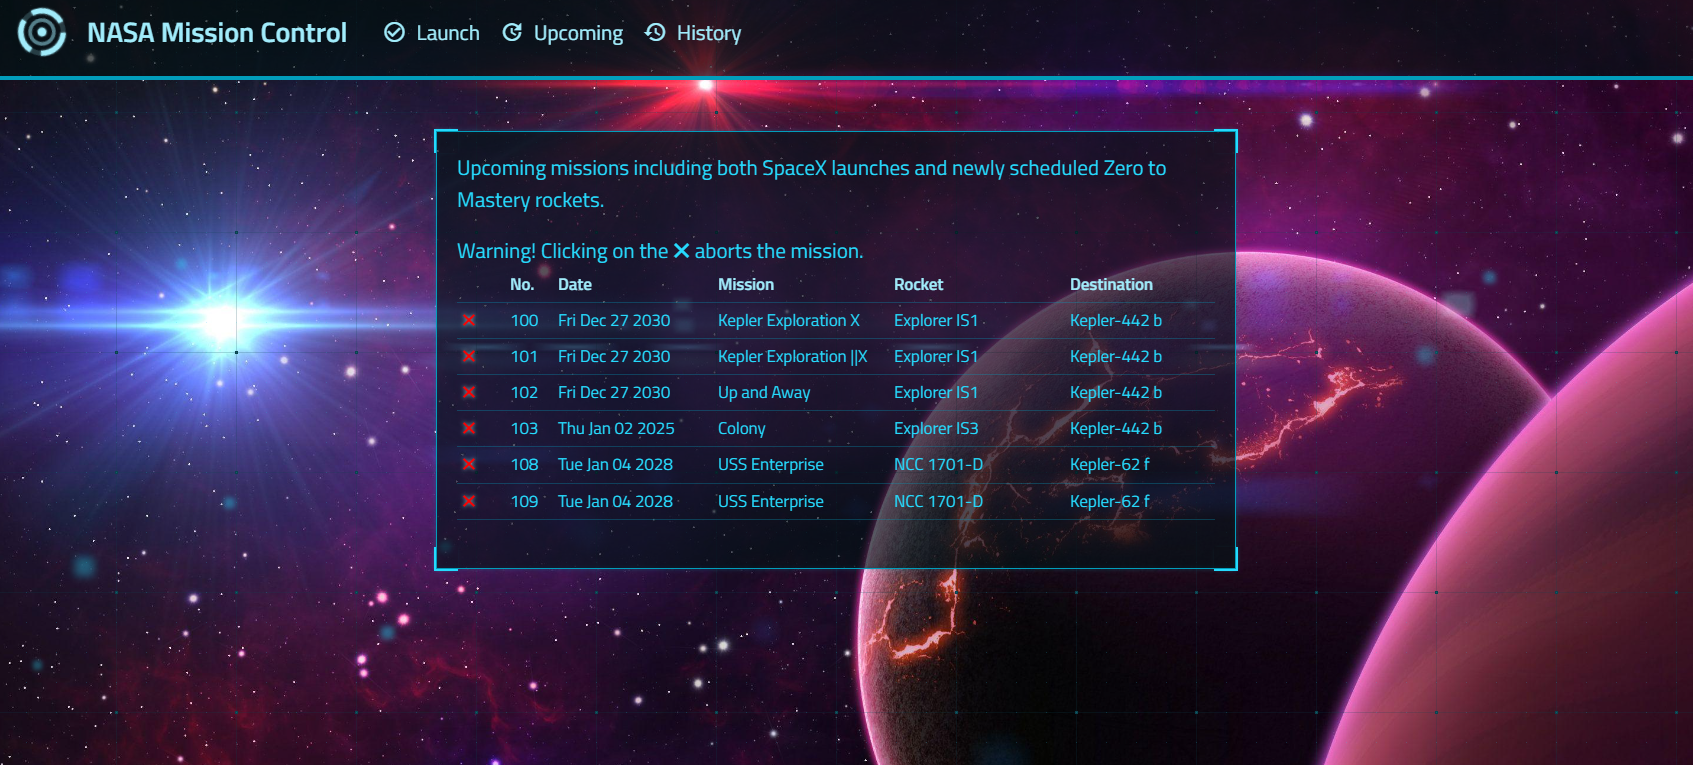 NASA Mission Control Launch Upcoming History
Upcoming missions including both SpaceX launches and newly scheduled Zero to
Mastery rockets.
Warning! Clicking on the ✕ aborts the mission.
No. Date Mission Rocket Destination
✕ 100 Fri Dec 27 2030 Kepler Exploration X Explorer IS1 Kepler-442 b
✕ 101 Fri Dec 27 2030 Kepler Exploration ||X Explorer IS1 Kepler-442 b
✕ 102 Fri Dec 27 2030 Up and Away Explorer IS1 Kepler-442 b
✕ 103 Thu Jan 02 2025 Colony Explorer IS3 Kepler-442 b
✕ 108 Tue Jan 04 2028 USS Enterprise NCC 1701-D Kepler-62 f
✕ 109 Tue Jan 04 2028 USS Enterprise NCC 1701-D Kepler-62 f